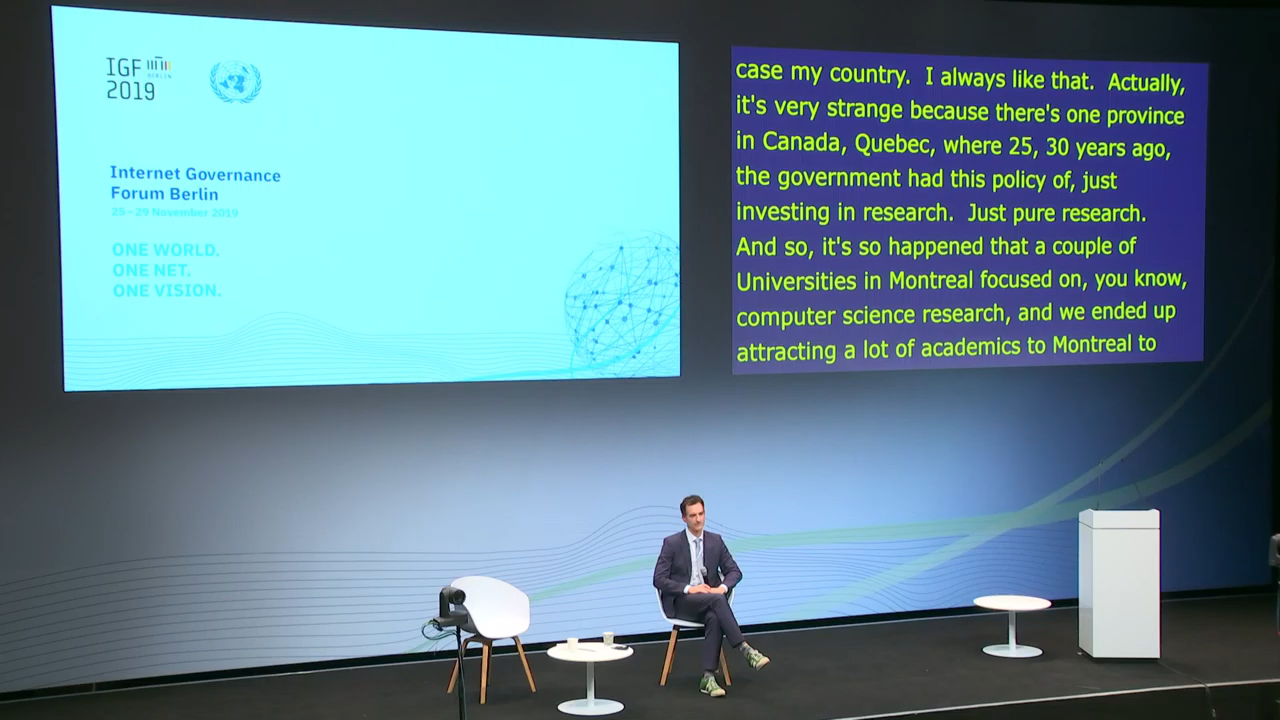 IGF
BERLIN
2019
Internet Governance
Forum Berlin
25 – 29 November 2019
ONE WORLD.
ONE NET.
ONE VISION.
case my country.  I always like that.  Actually,
it's very strange because there's one province
in Canada, Quebec, where 25, 30 years ago,
the government had this policy of, just
investing in research.  Just pure research.
And so, it's so happened that a couple of
Universities in Montreal focused on, you know,
computer science research, and we ended up
attracting a lot of academics to Montreal to